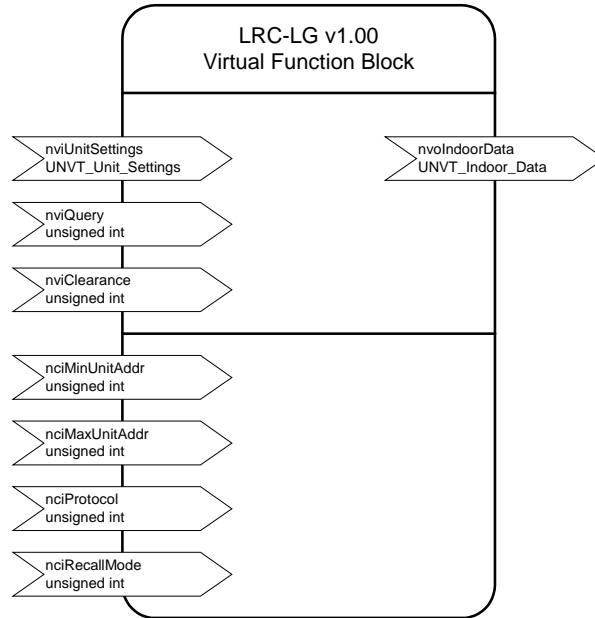 LRC-LG v1.00
Virtual Function Block
nviUnitSettings
UNVT_Unit_Settings
nvoIndoorData
UNVT_Indoor_Data
nviQuery
unsigned int
nviClearance
unsigned int
nciMinUnitAddr
unsigned int
nciMaxUnitAddr
unsigned int
nciProtocol
unsigned int
nciRecallMode
unsigned int